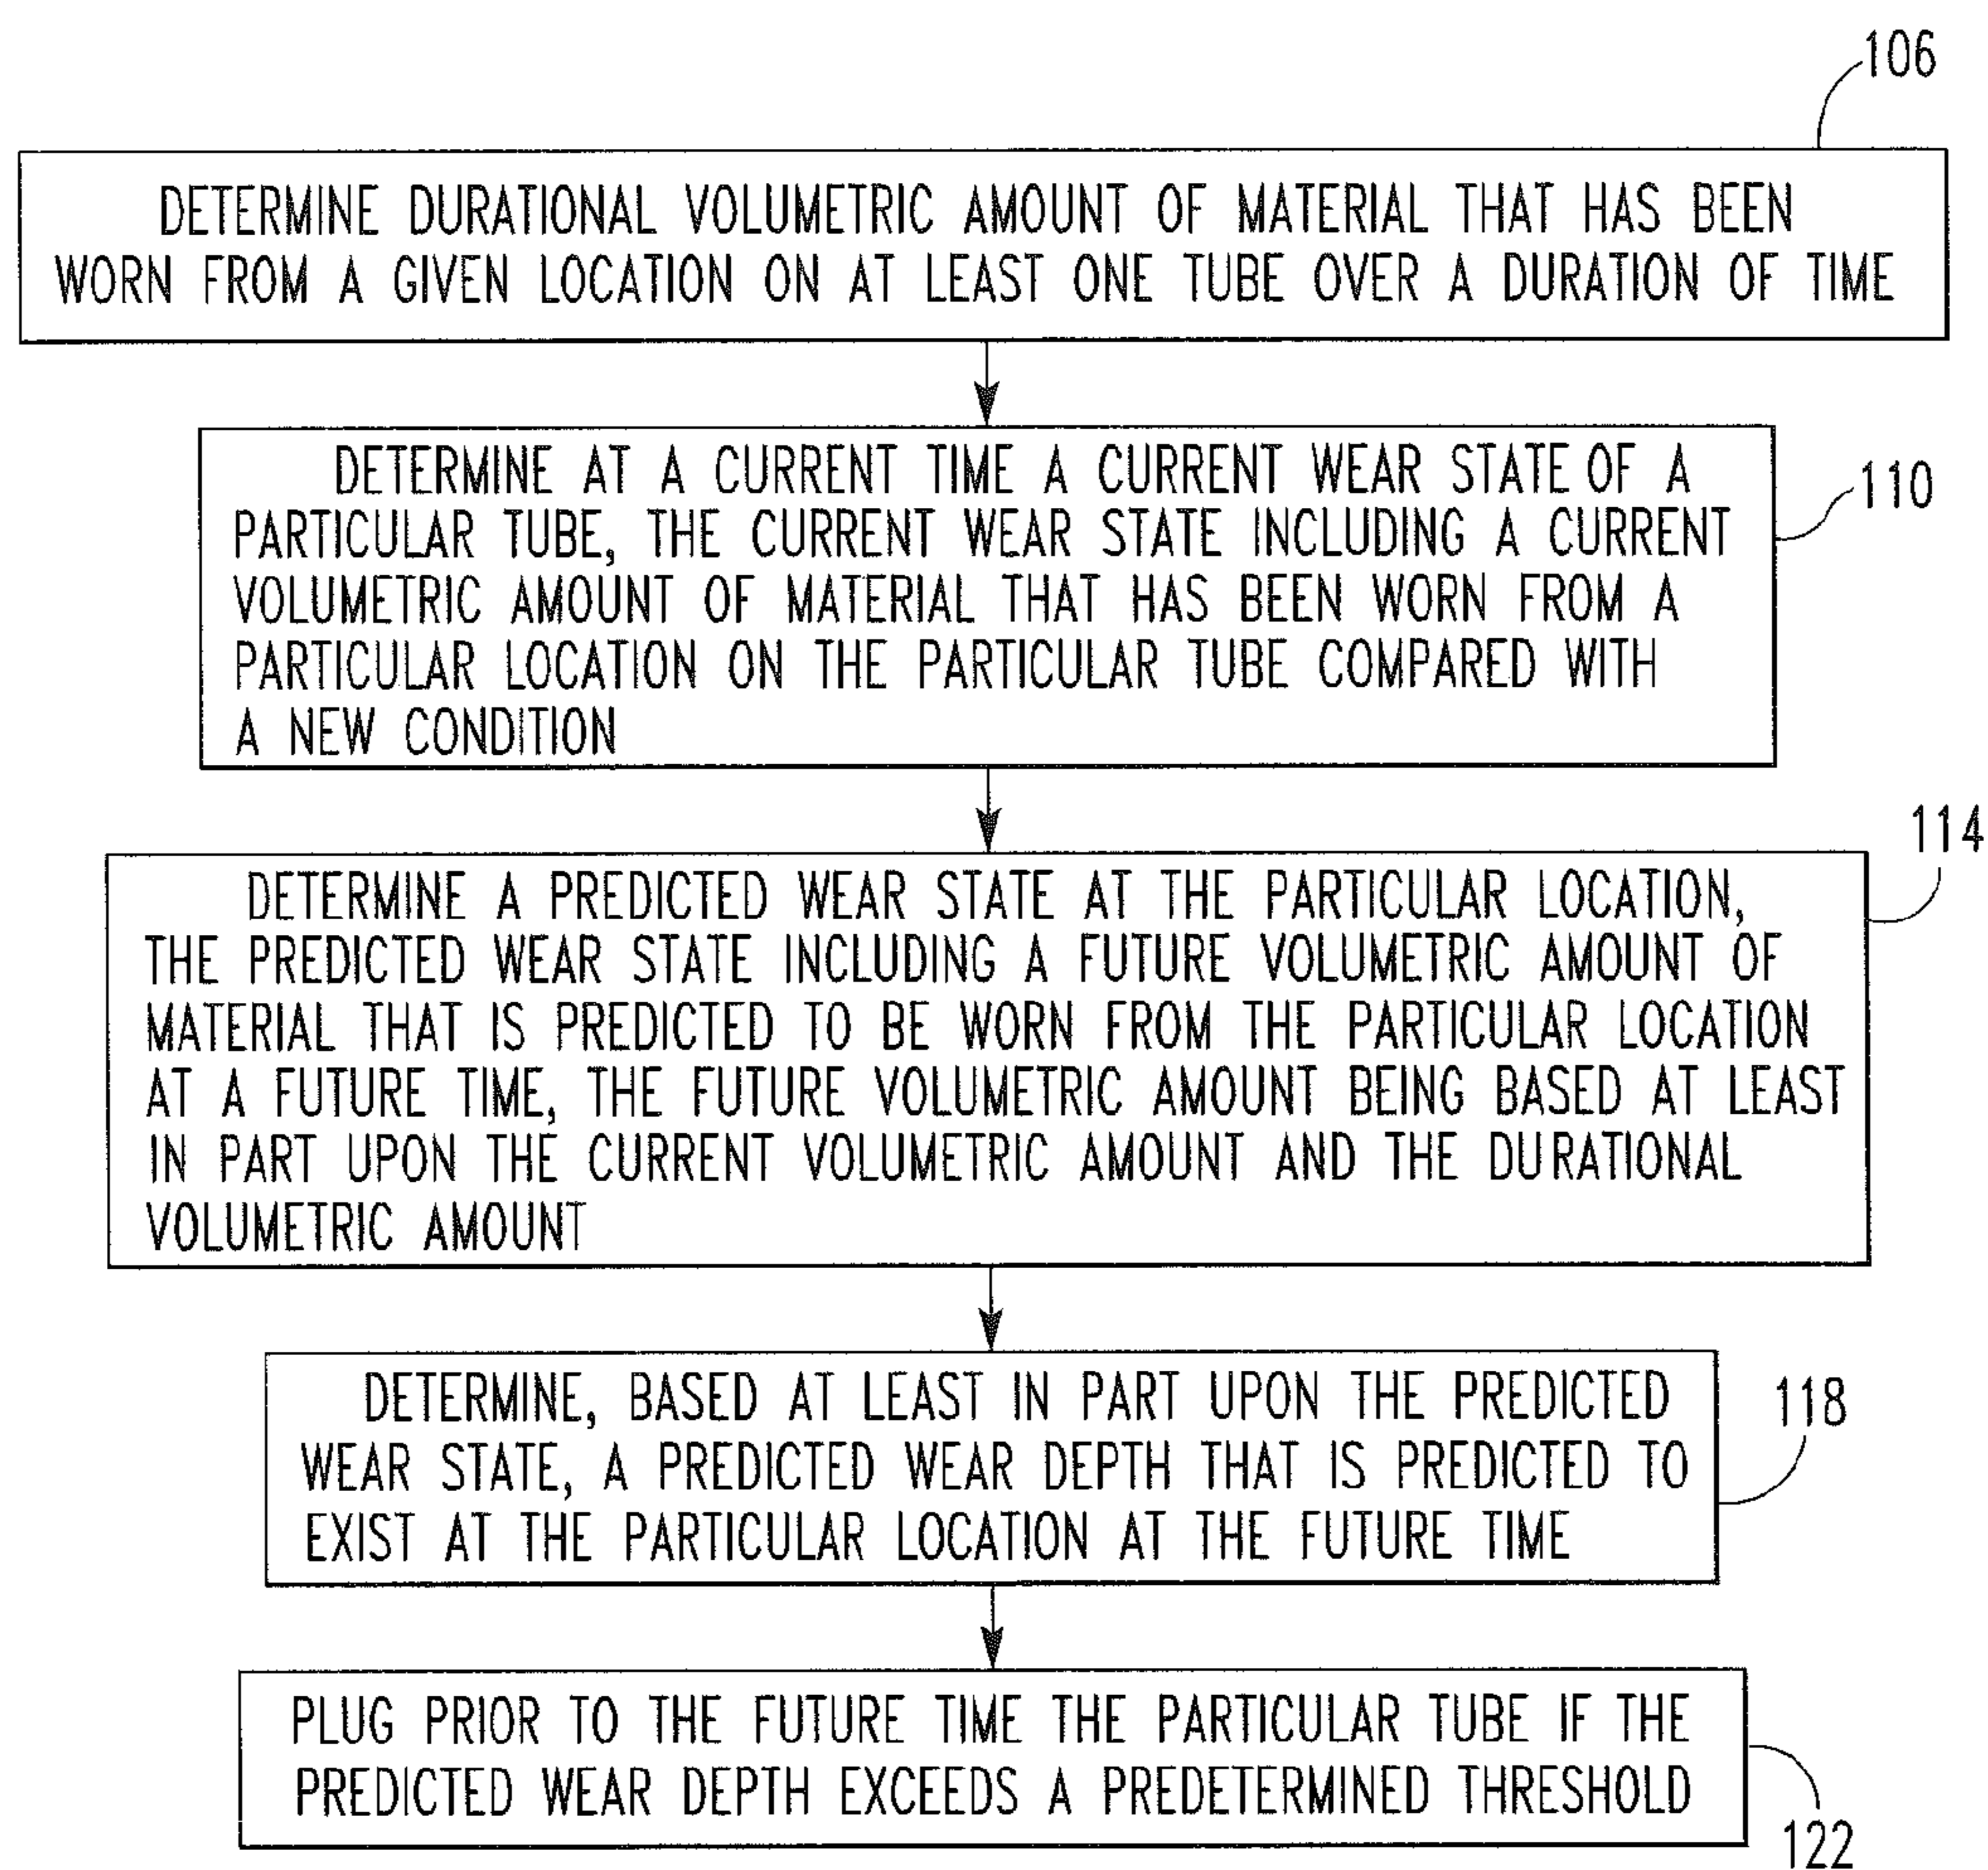 106
DETERMINE DURATIONAL VOLUMETRIC AMOUNT OF MATERIAL THAT HAS BEEN
WORN FROM A GIVEN LOCATION ON AT LEAST ONE TUBE OVER A DURATION OF TIME
DETERMINE AT A CURRENT TIME A CURRENT WEAR STATE OF A
PARTICULAR TUBE, THE CURRENT WEAR STATE INCLUDING A CURRENT
VOLUMETRIC AMOUNT OF MATERIAL THAT HAS BEEN WORN FROM A
PARTICULAR LOCATION ON THE PARTICULAR TUBE COMPARED WITH
A NEW CONDITION
110
114
DETERMINE A PREDICTED WEAR STATE AT THE PARTICULAR LOCATION,
THE PREDICTED WEAR STATE INCLUDING A FUTURE VOLUMETRIC AMOUNT OF
MATERIAL THAT IS PREDICTED TO BE WORN FROM THE PARTICULAR LOCATION
AT A FUTURE TIME, THE FUTURE VOLUMETRIC AMOUNT BEING BASED AT LEAST
IN PART UPON THE CURRENT VOLUMETRIC AMOUNT AND THE DURATIONAL
VOLUMETRIC AMOUNT
DETERMINE, BASED AT LEAST IN PART UPON THE PREDICTED
WEAR STATE, A PREDICTED WEAR DEPTH THAT IS PREDICTED TO
EXIST AT THE PARTICULAR LOCATION AT THE FUTURE TIME
118
PLUG PRIOR TO THE FUTURE TIME THE PARTICULAR TUBE IF THE
PREDICTED WEAR DEPTH EXCEEDS A PREDETERMINED THRESHOLD
122